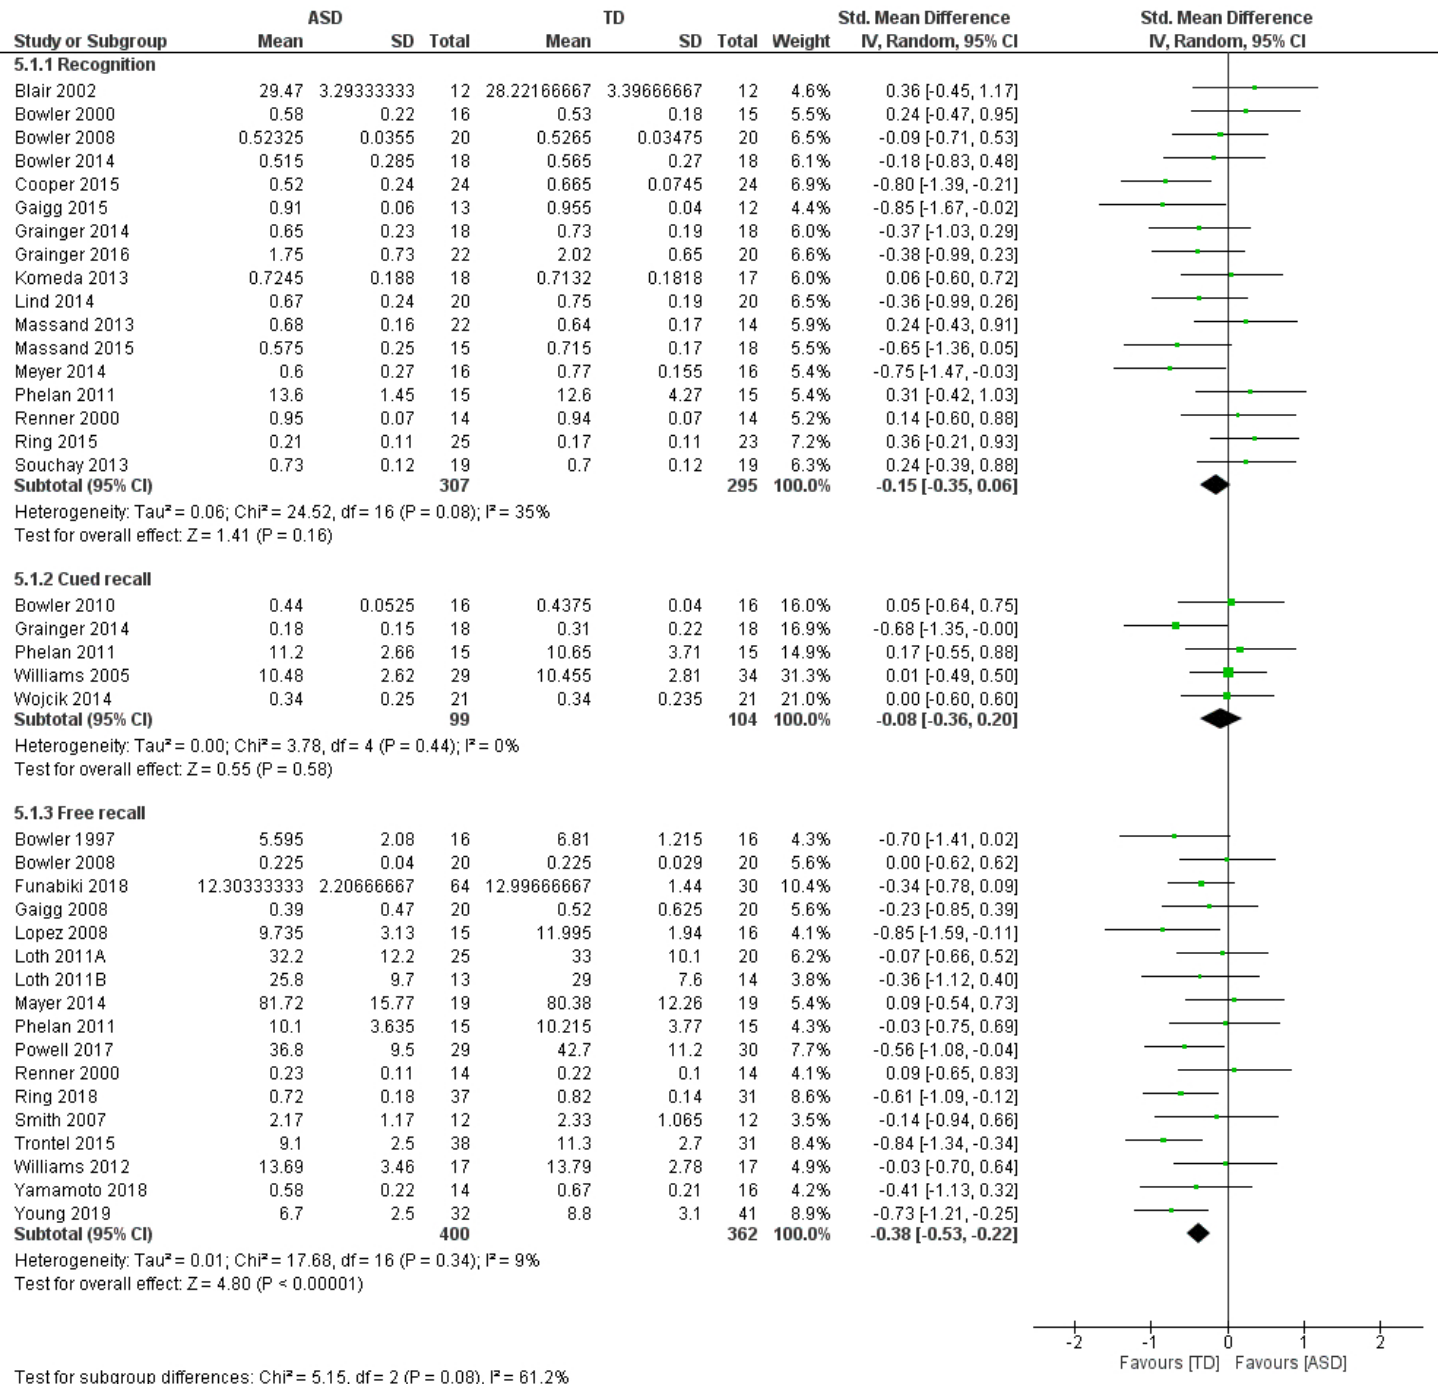 ASD TD Std. Mean Difference Std. Mean Difference
Study or Subgroup Mean SD Total Mean SD Total Weight IV, Random, 95% CI IV, Random, 95% CI
5.1.1 Recognition
Blair 2002 29.47 3.29333333 12 28.22166667 3.39666667 12 4.6% 0.36 [-0.45, 1.17]
Bowler 2000 0.58 0.22 16 0.53 0.18 15 5.5% 0.24 [-0.47, 0.95]
Bowler 2008 0.52325 0.0355 20 0.5265 0.03475 20 6.5% -0.09 [-0.71, 0.53]
Bowler 2014 0.515 0.285 18 0.565 0.27 18 6.1% -0.18 [-0.83, 0.48]
Cooper 2015 0.52 0.24 24 0.665 0.0745 24 6.9% -0.80 [-1.39, -0.21]
Gaigg 2015 0.91 0.06 13 0.955 0.04 12 4.4% -0.85 [-1.67, -0.02]
Grainger 2014 0.65 0.23 18 0.73 0.19 18 6.0% -0.37 [-1.03, 0.29]
Grainger 2016 1.75 0.73 22 2.02 0.65 20 6.6% -0.38 [-0.99, 0.23]
Komeda 2013 0.7245 0.188 18 0.7132 0.1818 17 6.0% 0.06 [-0.60, 0.72]
Lind 2014 0.67 0.24 20 0.75 0.19 20 6.5% -0.36 [-0.99, 0.26]
Massand 2013 0.68 0.16 22 0.64 0.17 14 5.9% 0.24 [-0.43, 0.91]
Massand 2015 0.575 0.25 15 0.715 0.17 18 5.5% -0.65 [-1.36, 0.05]
Meyer 2014 0.6 0.27 16 0.77 0.155 16 5.4% -0.75 [-1.47, -0.03]
Phelan 2011 13.6 1.45 15 12.6 4.27 15 5.4% 0.31 [-0.42, 1.03]
Renner 2000 0.95 0.07 14 0.94 0.07 14 5.2% 0.14 [-0.60, 0.88]
Ring 2015 0.21 0.11 25 0.17 0.11 23 7.2% 0.36 [-0.21, 0.93]
Souchay 2013 0.73 0.12 19 0.7 0.12 19 6.3% 0.24 [-0.39, 0.88]
Subtotal (95% CI) 307 295 100.0% -0.15 [-0.35, 0.06]
Heterogeneity: Tau² = 0.06; Chi² = 24.52, df = 16 (P = 0.08); I² = 35%
Test for overall effect: Z = 1.41 (P = 0.16)
5.1.2 Cued recall
Bowler 2010 0.44 0.0525 16 0.4375 0.04 16 16.0% 0.05 [-0.64, 0.75]
Grainger 2014 0.18 0.15 18 0.31 0.22 18 16.9% -0.68 [-1.35, -0.00]
Phelan 2011 11.2 2.66 15 10.65 3.71 15 14.9% 0.17 [-0.55, 0.88]
Williams 2005 10.48 2.62 29 10.455 2.81 34 31.3% 0.01 [-0.49, 0.50]
Wojcik 2014 0.34 0.25 21 0.34 0.235 21 21.0% 0.00 [-0.60, 0.60]
Subtotal (95% CI) 99 104 100.0% -0.08 [-0.36, 0.20]
Heterogeneity: Tau² = 0.00; Chi² = 3.78, df = 4 (P = 0.44); I² = 0%
Test for overall effect: Z = 0.55 (P = 0.58)
5.1.3 Free recall
Bowler 1997 5.595 2.08 16 6.81 1.215 16 4.3% -0.70 [-1.41, 0.02]
Bowler 2008 0.225 0.04 20 0.225 0.029 20 5.6% 0.00 [-0.62, 0.62]
Funabiki 2018 12.30333333 2.20666667 64 12.99666667 1.44 30 10.4% -0.34 [-0.78, 0.09]
Gaigg 2008 0.39 0.47 20 0.52 0.625 20 5.6% -0.23 [-0.85, 0.39]
Lopez 2008 9.735 3.13 15 11.995 1.94 16 4.1% -0.85 [-1.59, -0.11]
Loth 2011A 32.2 12.2 25 33 10.1 20 6.2% -0.07 [-0.66, 0.52]
Loth 2011B 25.8 9.7 13 29 7.6 14 3.8% -0.36 [-1.12, 0.40]
Mayer 2014 81.72 15.77 19 80.38 12.26 19 5.4% 0.09 [-0.54, 0.73]
Phelan 2011 10.1 3.635 15 10.215 3.77 15 4.3% -0.03 [-0.75, 0.69]
Powell 2017 36.8 9.5 29 42.7 11.2 30 7.7% -0.56 [-1.08, -0.04]
Renner 2000 0.23 0.11 14 0.22 0.1 14 4.1% 0.09 [-0.65, 0.83]
Ring 2018 0.72 0.18 37 0.82 0.14 31 8.6% -0.61 [-1.09, -0.12]
Smith 2007 2.17 1.17 12 2.33 1.065 12 3.5% -0.14 [-0.94, 0.66]
Trontel 2015 9.1 2.5 38 11.3 2.7 31 8.4% -0.84 [-1.34, -0.34]
Williams 2012 13.69 3.46 17 13.79 2.78 17 4.9% -0.03 [-0.70, 0.64]
Yamamoto 2018 0.58 0.22 14 0.67 0.21 16 4.2% -0.41 [-1.13, 0.32]
Young 2019 6.7 2.5 32 8.8 3.1 41 8.9% -0.73 [-1.21, -0.25]
Subtotal (95% CI) 400 362 100.0% -0.38 [-0.53, -0.22]
Heterogeneity: Tau² = 0.01; Chi² = 17.68, df = 16 (P = 0.34); I² = 9%
Test for overall effect: Z = 4.80 (P < 0.00001)
-2 -1 0 1 2
Favours [TD] Favours [ASD]
Test for subgroup differences: Chi² = 5.15, df = 2 (P = 0.08), I² = 61.2%